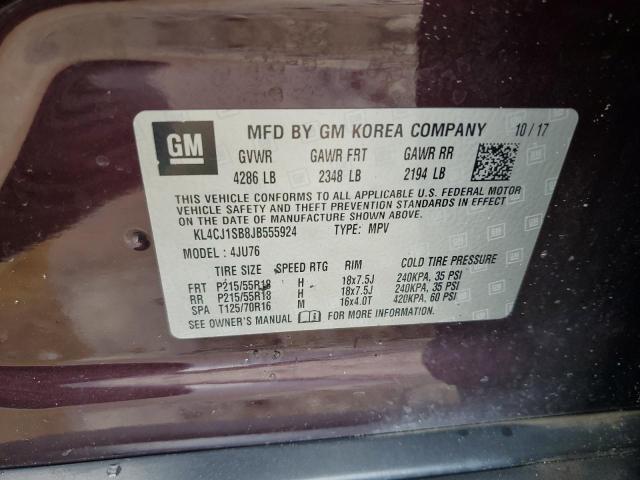 GM MFD BY GM KOREA COMPANY 10/17
GVWR GAWR FRT GAWR RR
4286 LB 2348 LB 2194 LB
THIS VEHICLE CONFORMS TO ALL APPLICABLE U.S. FEDERAL MOTOR
VEHICLE SAFETY AND THEFT PREVENTION STANDARDS IN EFFECT
ON THE DATE OF MANUFACTURE SHOWN ABOVE.
KL4CJ1SB8JB555924 TYPE: MPV
MODEL: 4JU76
TIRE SIZE SPEED RTG RIM COLD TIRE PRESSURE
FRT P215/55R18 H 18x7.5J 240KPA, 35 PSI
RR P215/55R18 H 18x7.5J 240KPA, 35 PSI
SPA T125/70R16 M 16x4.0T 420KPA, 60 PSI
SEE OWNER'S MANUAL FOR MORE INFORMATION